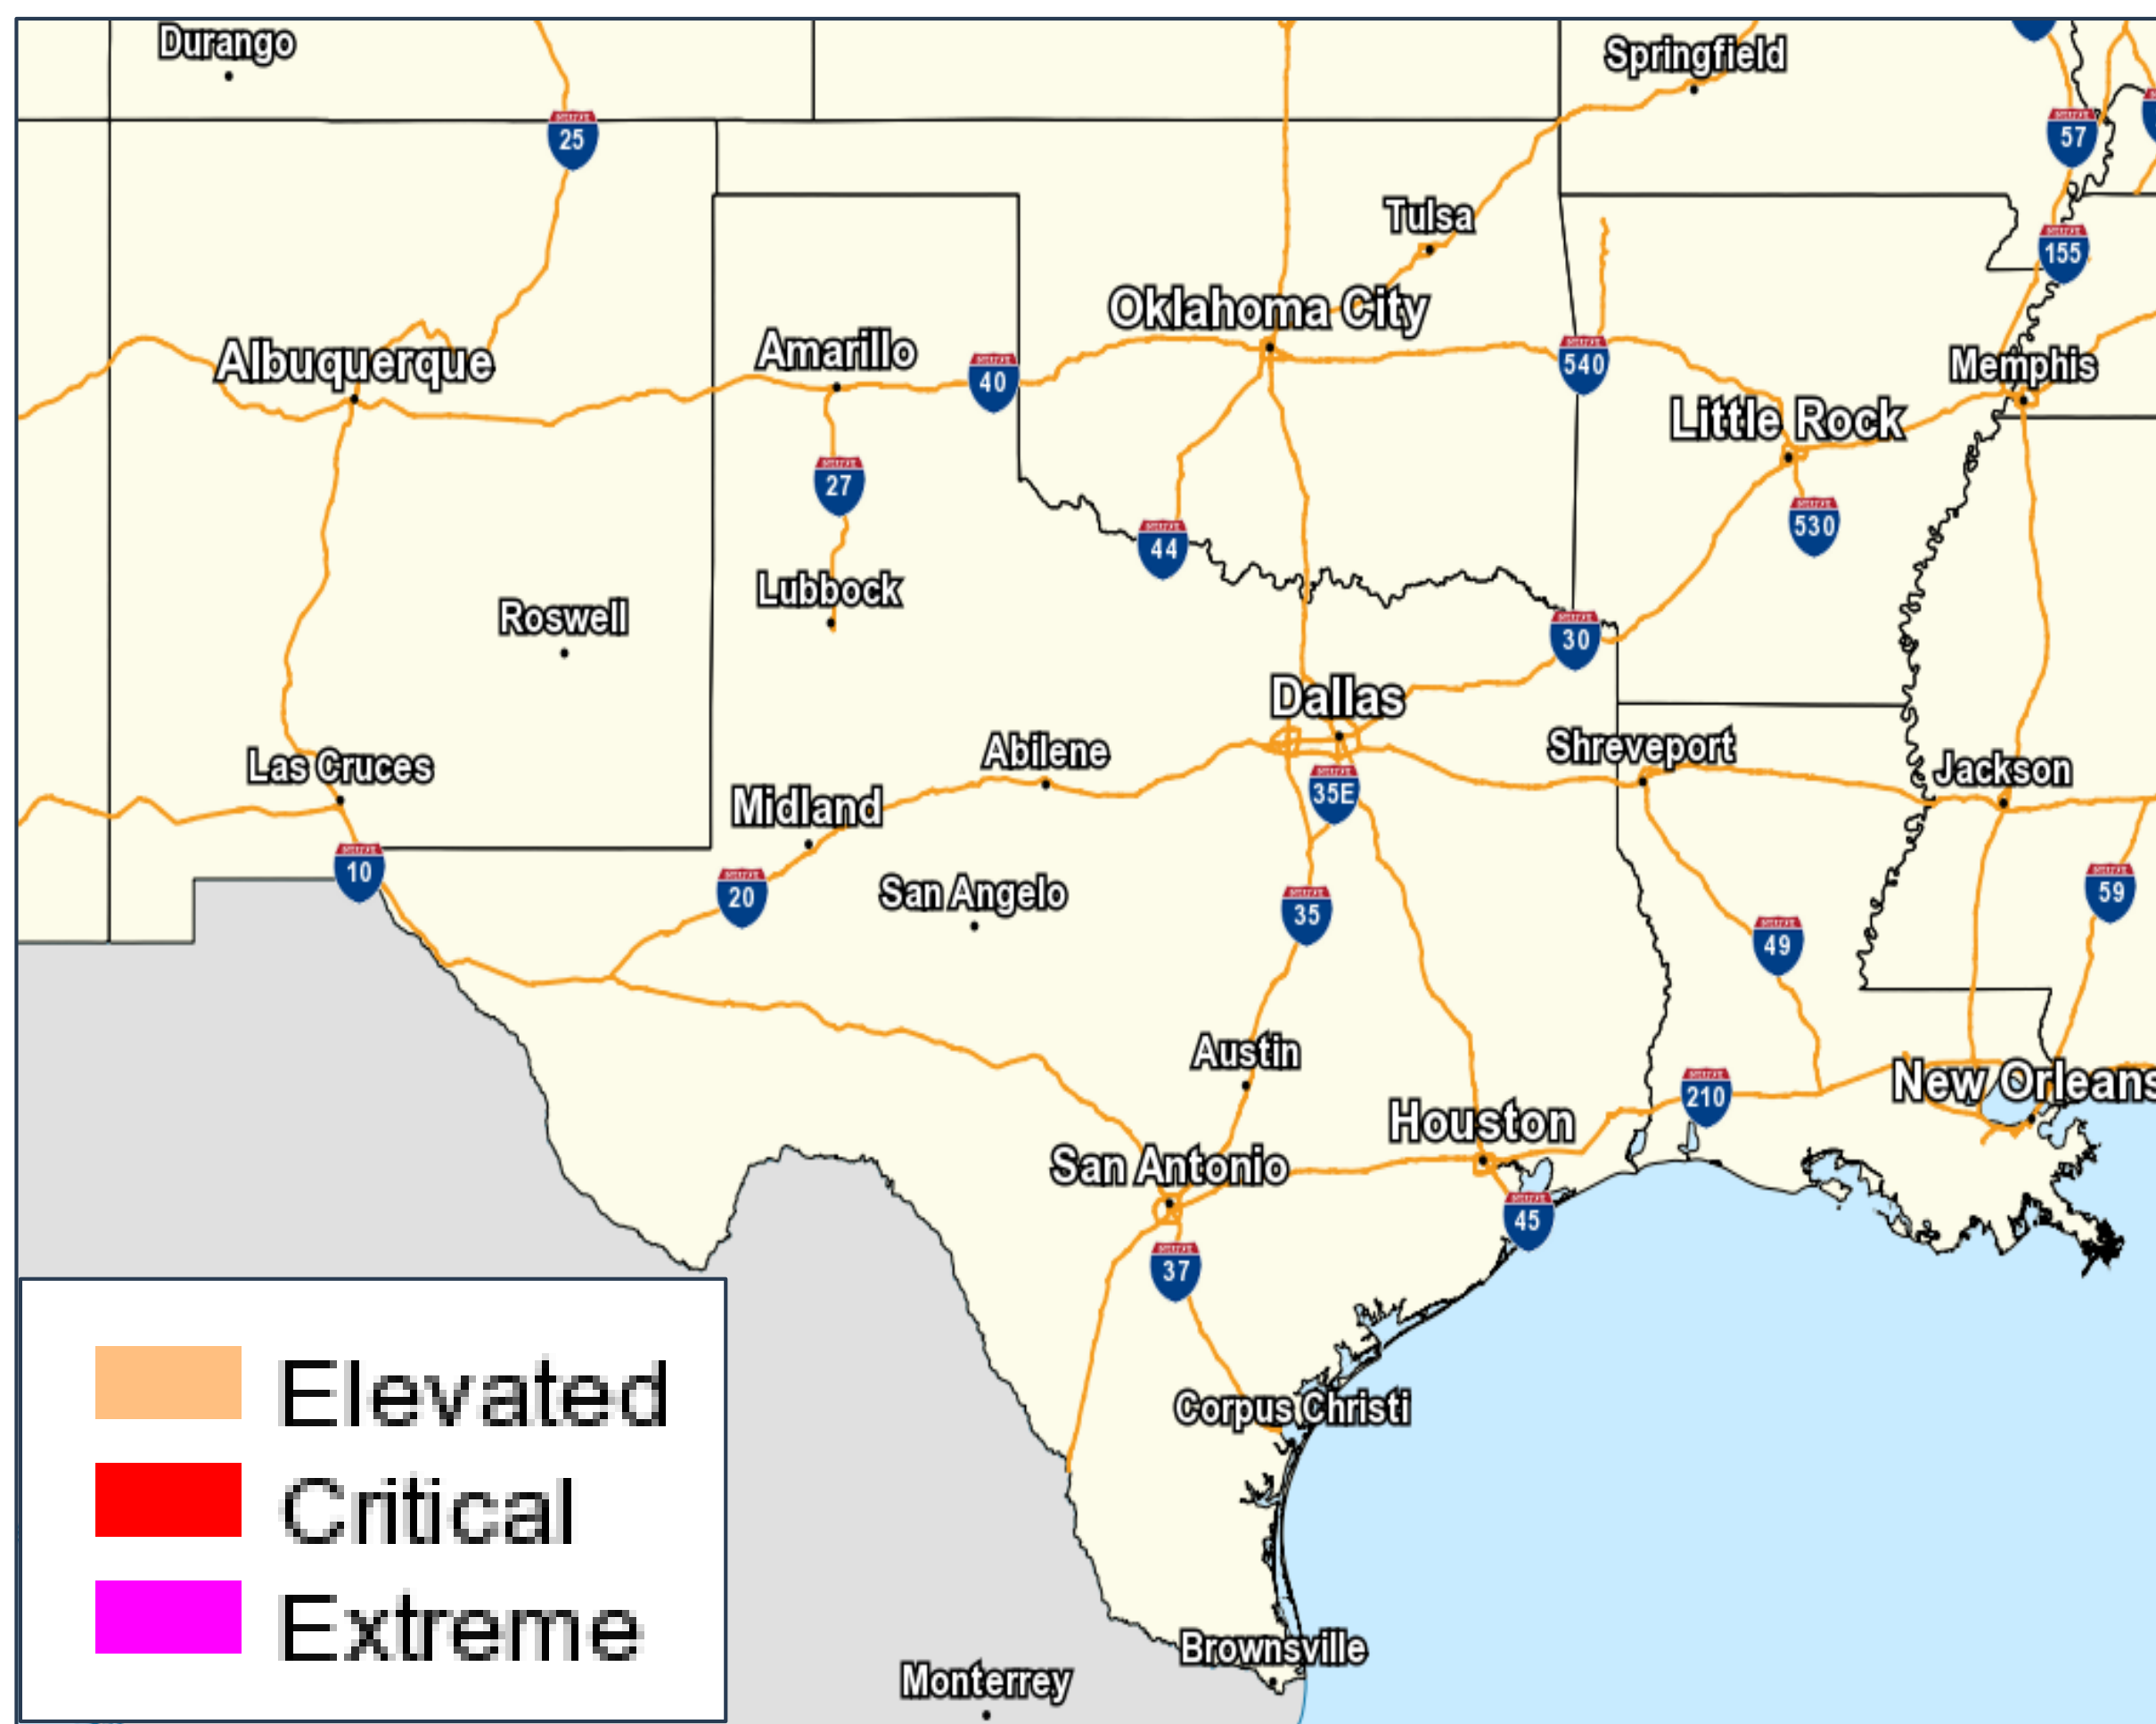 Durango
Springfield
25
57
Tulsa
155
Oklahoma City
Albuquerque
Amarillo
40
540
Memphis
Little Rock
27
530
44
Lubbock
Roswell
30
Dallas
Shreveport
Las Cruces
Abilene
Jackson
Midland
35E
10
20
San Angelo
35
59
49
Austin
New Orleans
210
Houston
San Antonio
45
37
Elevated
Corpus Christi
Critical
Extreme
Brownsville
Monterrey